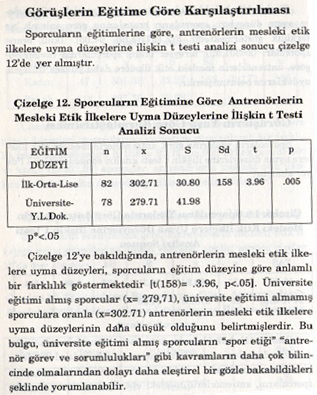 Görüşlerin Eğitime Göre Karşılaştırılması
Sporcuların eğitimlerine göre, antrenörlerin mesleki etik
ilkelere uyma düzeylerine ilişkin t testi analizi sonucu çizelge
12'de yer almıştır.
Çizelge 12. Sporcuların Eğitimine Göre Antrenörlerin
Mesleki Etik İlkelere Uyma Düzeylerine İlişkin t Testi
Analizi Sonucu
EĞİTİM DÜZEYİ n x S Sd t p
İlk-Orta-Lise 82 302.71 30.80 158 3.96 .005
Üniversite- 78 279.71 41.98
Y.L.Dok.
p*<.05
Çizelge 12'ye bakıldığında, antrenörlerin mesleki etik ilke-
lere uyma düzeyleri, sporcuların eğitim düzeyine göre anlamlı
bir farklılık göstermektedir [t(158)= .3.96, p<.05]. Üniversite
eğitimi almış sporcular (x= 279,71), üniversite eğitimi almamış
sporculara oranla (x=302.71) antrenörlerin mesleki etik ilkelere
uyma düzeylerinin daha düşük olduğunu belirtmişlerdir. Bu
bulgu, üniversite eğitimi almış sporcuların "spor etiği" "antre-
nör görev ve sorumlulukları" gibi kavramların daha çok bilin-
cinde olmalarından dolayı daha eleştirel bir gözle bakabildikleri
şeklinde yorumlanabilir.